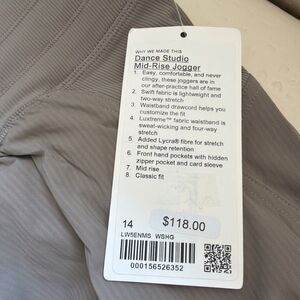 WHY WE MADE THIS
Dance Studio
Mid-Rise Jogger
1. Easy, comfortable, and never
clingy, these joggers are in
our after-practice hall of fame
2. Swift fabric is lightweight and
two-way stretch
3. Waistband drawcord helps you
customize the fit
4. Luxtreme™ fabric waistband is
sweat-wicking and four-way
stretch
5. Added Lycra® fibre for stretch
and shape retention
6. Front hand pockets with hidden
zipper pocket and card sleeve
7. Mid rise
8. Classic fit
14
$118.00
LW5ENMS WSHG
000156526352